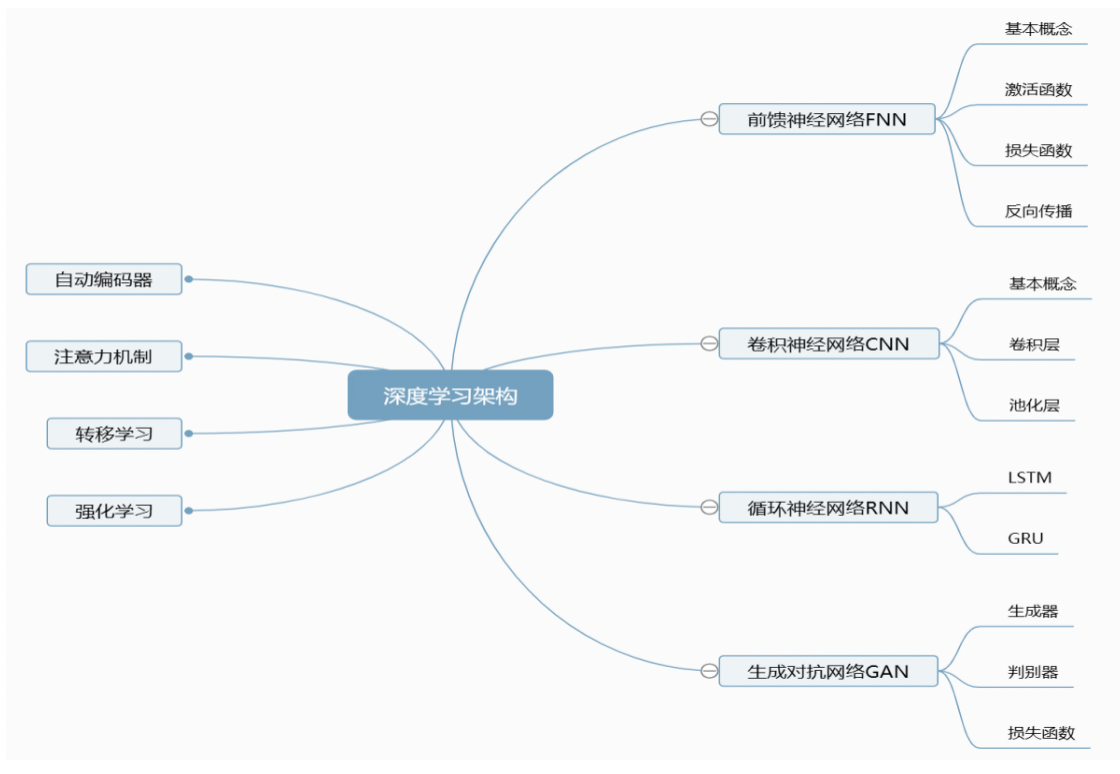 深度学习架构
前馈神经网络FNN
基本概念
激活函数
损失函数
反向传播
卷积神经网络CNN
基本概念
卷积层
池化层
循环神经网络RNN
LSTM
GRU
生成对抗网络GAN
生成器
判别器
损失函数
自动编码器
注意力机制
转移学习
强化学习